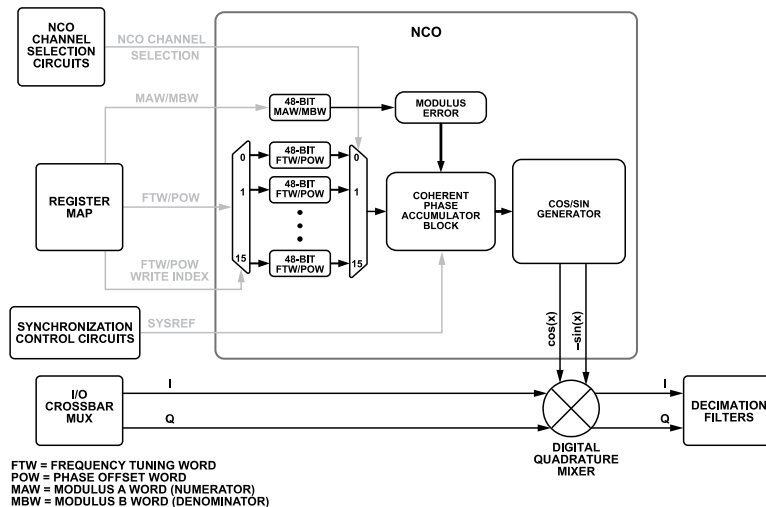 NCO
CHANNEL
SELECTION
CIRCUITS
NCO CHANNEL
SELECTION
NCO
MAW/MBW
48-BIT
MAW/MBW
MODULUS
ERROR
REGISTER
MAP
FTW/POW
FTW/POW
WRITE INDEX
0
1
15
48-BIT
FTW/POW
48-BIT
FTW/POW
48-BIT
FTW/POW
0
1
15
COHERENT
PHASE
ACCUMULATOR
BLOCK
COS/SIN
GENERATOR
SYNCHRONIZATION
CONTROL CIRCUITS
SYSREF
cos(x)
–sin(x)
I/O
CROSSBAR
MUX
I
Q
I
Q
DECIMATION
FILTERS
DIGITAL
QUADRATURE
MIXER
FTW = FREQUENCY TUNING WORD
POW = PHASE OFFSET WORD
MAW = MODULUS A WORD (NUMERATOR)
MBW = MODULUS B WORD (DENOMINATOR)